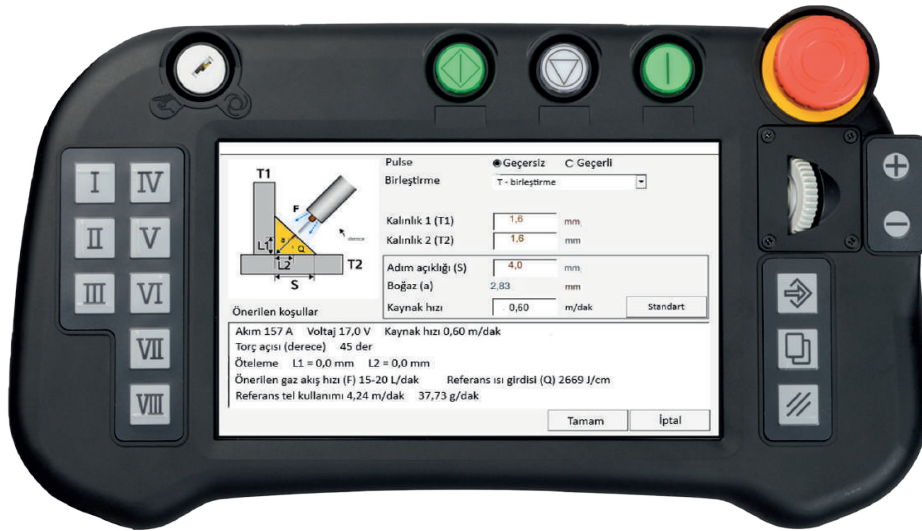 Pulse Geçersiz Geçerli
Birleştirme T - birleştirme
T1
F
Kalınlık 1 (T1) 1,6 mm
Kalınlık 2 (T2) 1,6 mm
derece
a
Q
L1
L2
T2
S
Adım açıklığı (S) 4,0 mm
Boğaz (a) 2,83 mm
Kaynak hızı 0,60 m/dak Standart
Önerilen koşullar
Akım 157 A Voltaj 17,0 V Kaynak hızı 0,60 m/dak
Torç açısı (derece) 45 der
Öteleme L1 = 0,0 mm L2 = 0,0 mm
Önerilen gaz akış hızı (F) 15-20 L/dak Referans ısı girdisi (Q) 2669 J/cm
Referans tel kullanımı 4,24 m/dak 37,73 g/dak
Tamam İptal
I IV
II V
III VI
VII
VIII